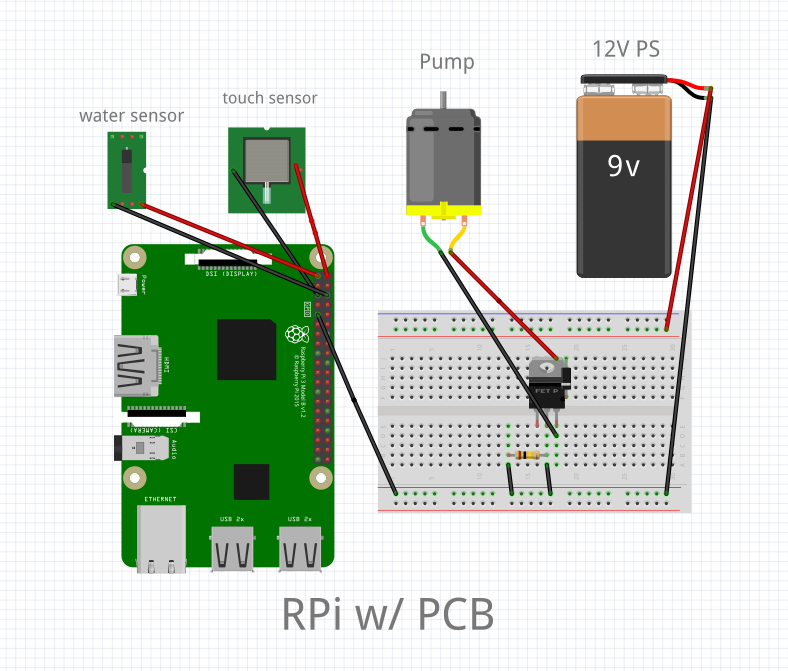 12V PS
Pump
touch sensor
water sensor
9v
DSI (DISPLAY)
Power
GPIO
HDMI
Raspberry Pi 3 Model B v1.2
© Raspberry Pi 2015
FET P
CSI (CAMERA)
Audio
ETHERNET
USB 2x
USB 2x
RPi w/ PCB